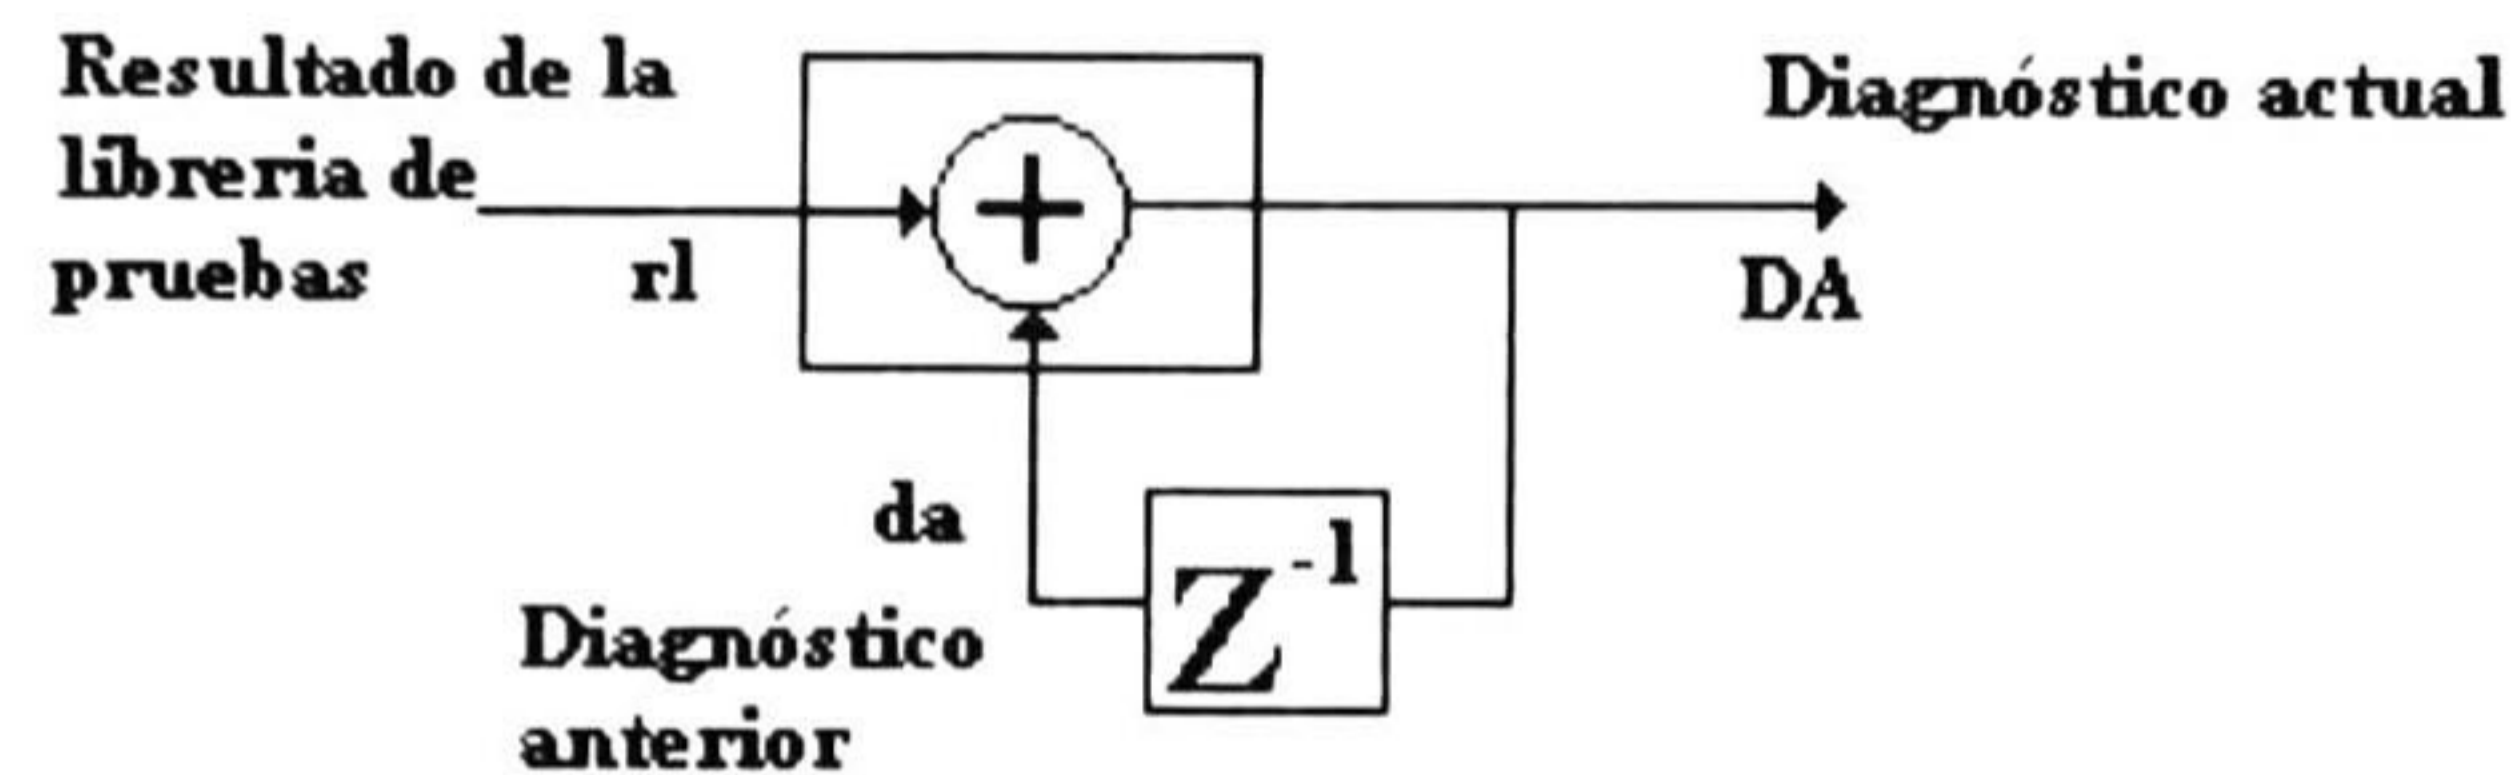 Resultado de la
libreria de
pruebas
rl
+
Diagnóstico actual
DA
da
Diagnóstico
anterior
Z-1